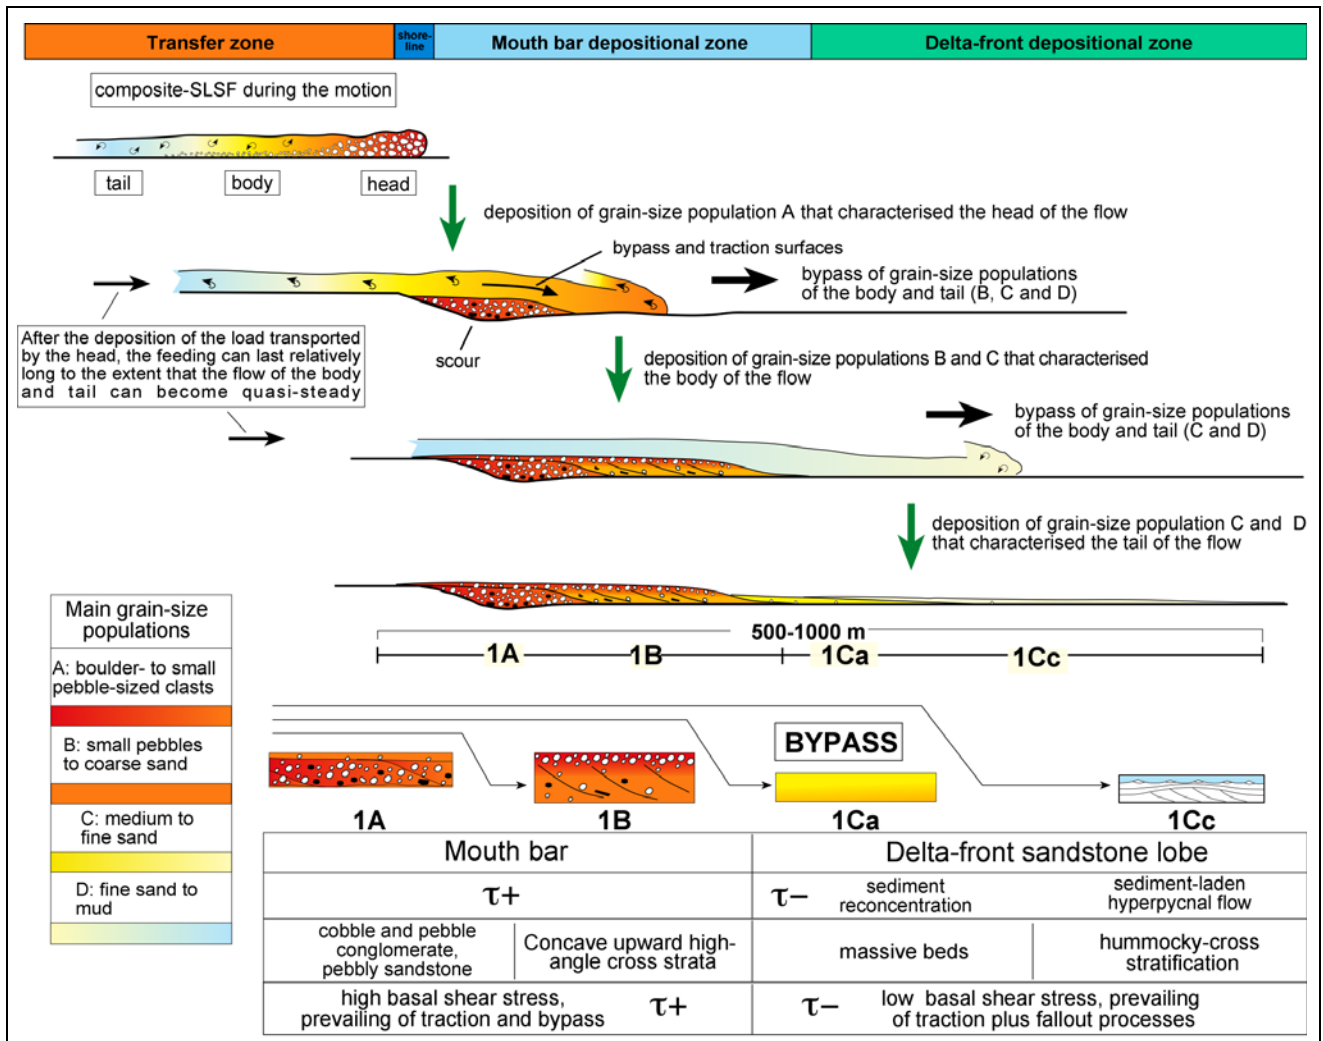 Transfer zone
shore-
line
Mouth bar depositional zone
Delta-front depositional zone
composite-SLSF during the motion
tail
body
head
deposition of grain-size population A that characterised the head of the flow
bypass and traction surfaces
bypass of grain-size populations
of the body and tail (B, C and D)
After the deposition of the load transported
by the head, the feeding can last relatively
long to the extent that the flow of the body
and tail can become quasi-steady
scour
deposition of grain-size populations B and C that characterised
the body of the flow
bypass of grain-size populations
of the body and tail (C and D)
deposition of grain-size population C and D
that characterised the tail of the flow
500-1000 m
1A
1B
1Ca
1Cc
Main grain-size
populations
A: boulder- to small
pebble-sized clasts
B: small pebbles
to coarse sand
C: medium to
fine sand
D: fine sand to
mud
BYPASS
1A
1B
1Ca
1Cc
Mouth bar
Delta-front sandstone lobe
τ+
τ−
sediment
reconcentration
sediment-laden
hyperpycnal flow
cobble and pebble
conglomerate,
pebbly sandstone
Concave upward high-
angle cross strata
massive beds
hummocky-cross
stratification
high basal shear stress,
prevailing of traction and bypass
τ+
τ−
low basal shear stress, prevailing
of traction plus fallout processes